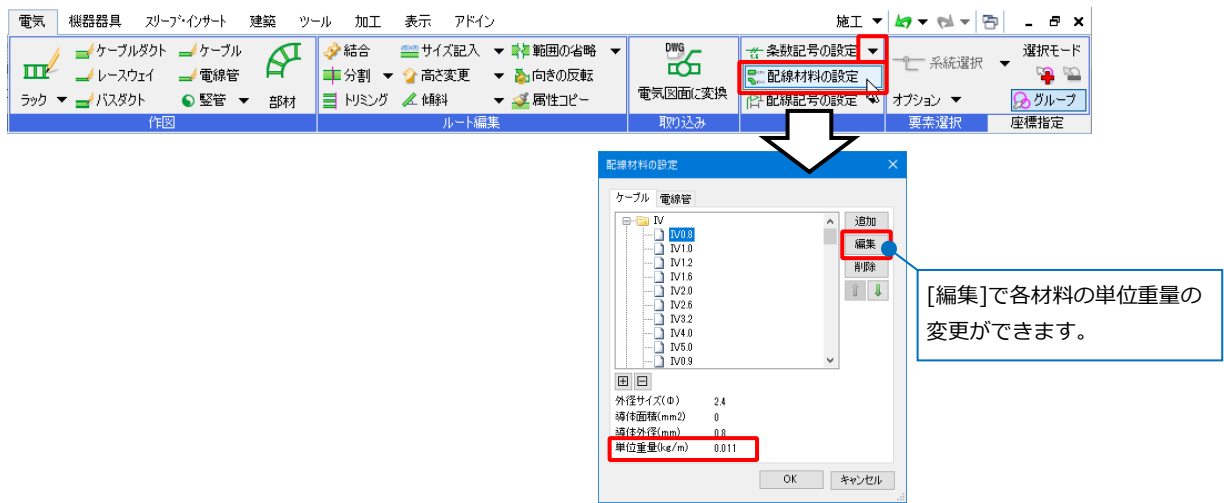 電気 機器器具 スリーブ・インサート 建築 ツール 加工 表示 アドイン 施工
ケーブルダクト ケーブル 結合 サイズ記入 範囲の省略 DWG 条数記号の設定 選択モード
レースウェイ 電線管 分割 高さ変更 向きの反転 配線材料の設定 系統選択
ラック バスダクト 竪管 部材 トリミング 傾斜 属性コピー 電気図面に変換 配線記号の設定 オプション グループ
作図 ルート編集 取り込み 要素選択 座標指定
配線材料の設定
ケーブル 電線管
IV 追加
IV0.8
IV1.0 編集
IV1.2
IV1.6 削除
IV2.0
IV2.6
IV3.2
IV4.0
IV5.0
IV0.9
外径サイズ(Φ) 2.4
導体面積(mm2) 0
導体外径(mm) 0.8
単位重量(kg/m) 0.011
OK キャンセル
[編集]で各材料の単位重量の
変更ができます。